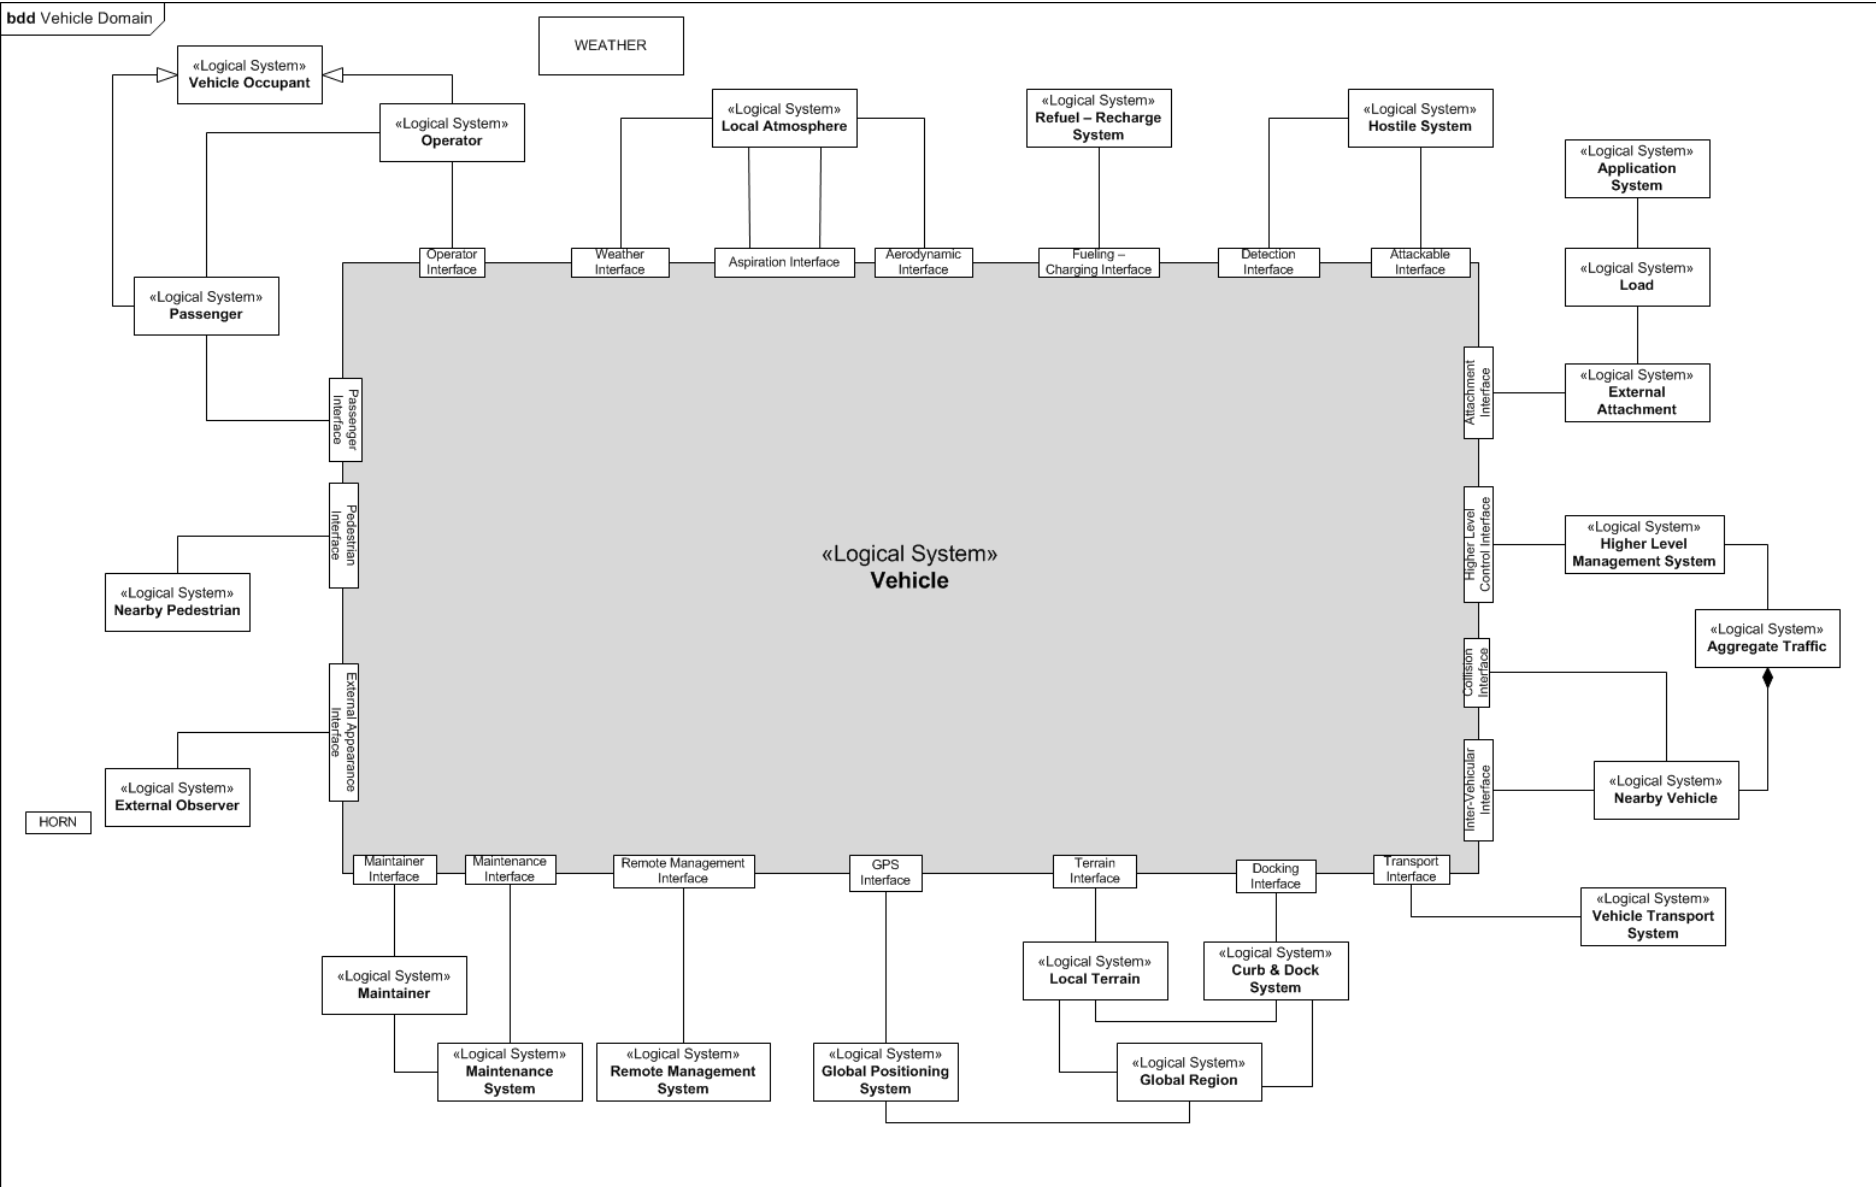 bdd Vehicle Domain
WEATHER
«Logical System»
Vehicle Occupant
«Logical System»
Operator
«Logical System»
Local Atmosphere
«Logical System»
Refuel – Recharge
System
«Logical System»
Hostile System
«Logical System»
Application
System
Operator
Interface
Weather
Interface
Aspiration Interface
Aerodynamic
Interface
Fueling –
Charging Interface
Detection
Interface
Attackable
Interface
«Logical System»
Load
«Logical System»
Passenger
Passenger
Interface
Attachment
Interface
«Logical System»
External
Attachment
Pedestrian
Interface
Higher Level
Control Interface
«Logical System»
Higher Level
Management System
«Logical System»
Vehicle
«Logical System»
Nearby Pedestrian
«Logical System»
Aggregate Traffic
Collision
Interface
External Appearance
Interface
Inter-Vehicular
Interface
«Logical System»
Nearby Vehicle
«Logical System»
External Observer
HORN
Maintainer
Interface
Maintenance
Interface
Remote Management
Interface
GPS
Interface
Terrain
Interface
Docking
Interface
Transport
Interface
«Logical System»
Vehicle Transport
System
«Logical System»
Maintainer
«Logical System»
Local Terrain
«Logical System»
Curb & Dock
System
«Logical System»
Maintenance
System
«Logical System»
Remote Management
System
«Logical System»
Global Positioning
System
«Logical System»
Global Region